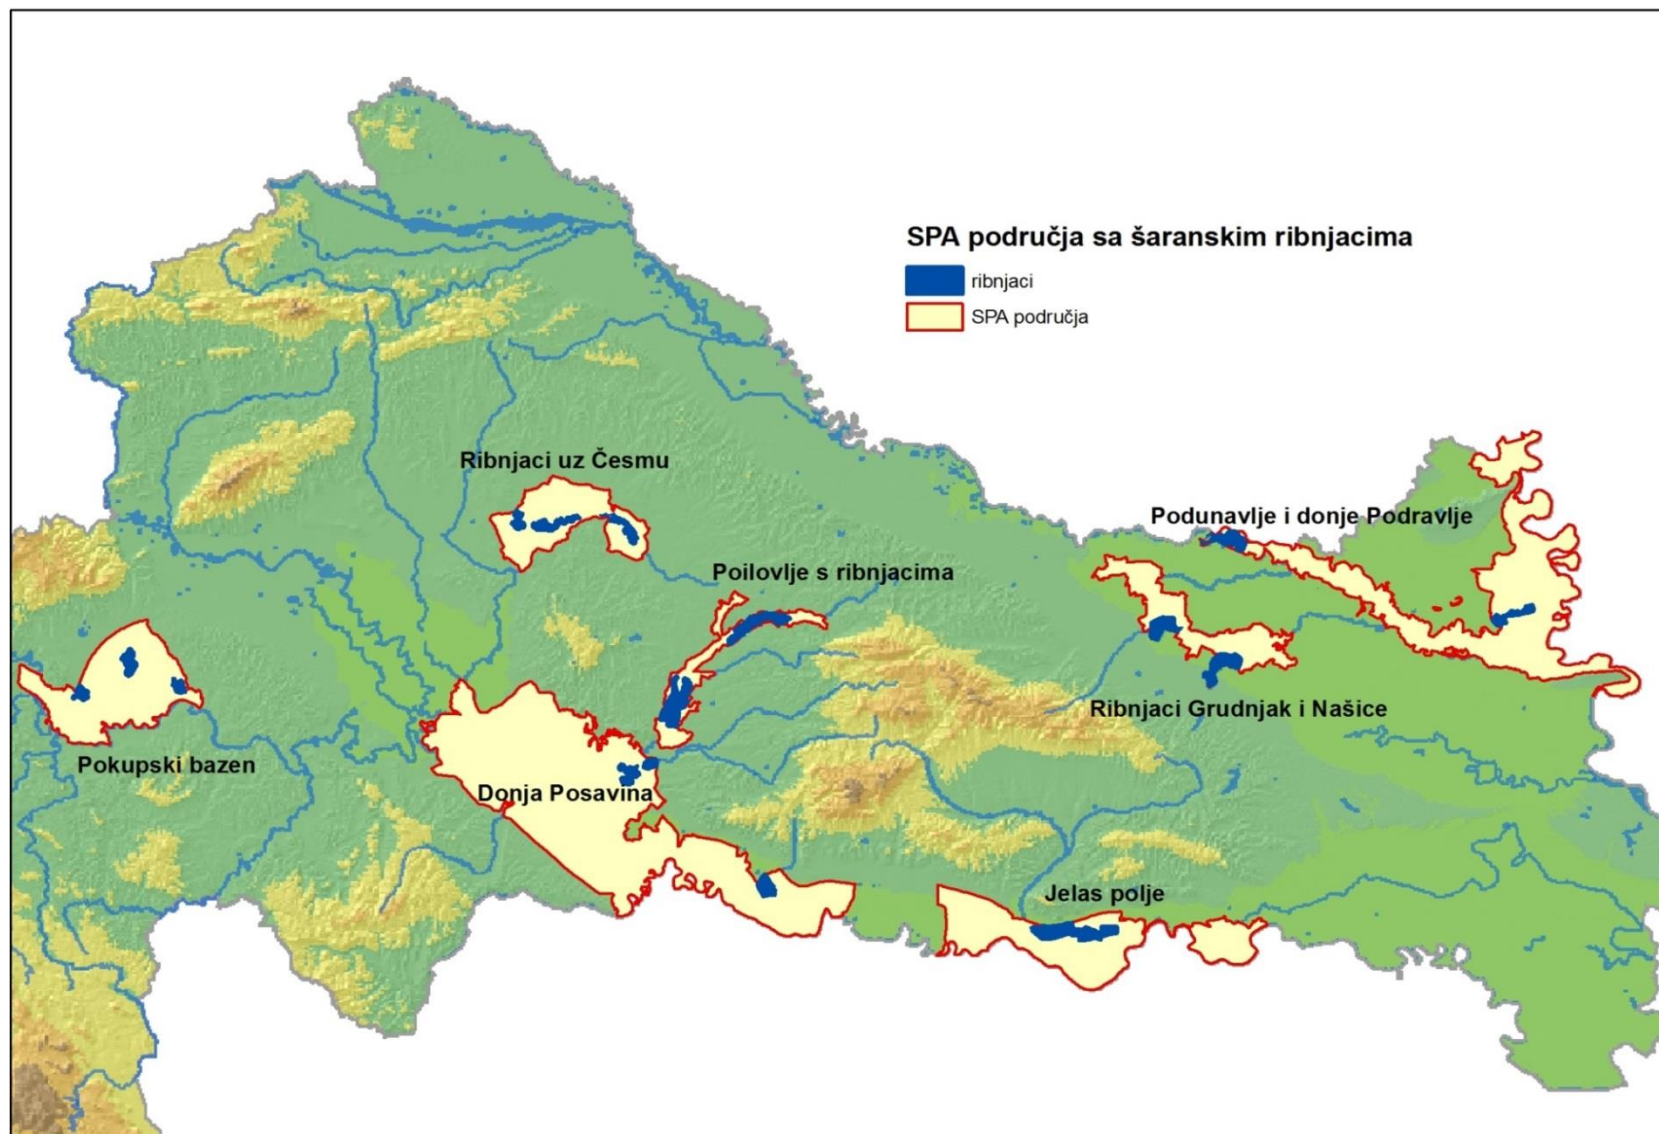 SPA područja sa šaranskim ribnjacima
ribnjaci
SPA područja
Ribnjaci uz Česmu
Podunavlje i donje Podravlje
Poilovlje s ribnjacima
Ribnjaci Grudnjak i Našice
Pokupski bazen
Donja Posavina
Jelas polje